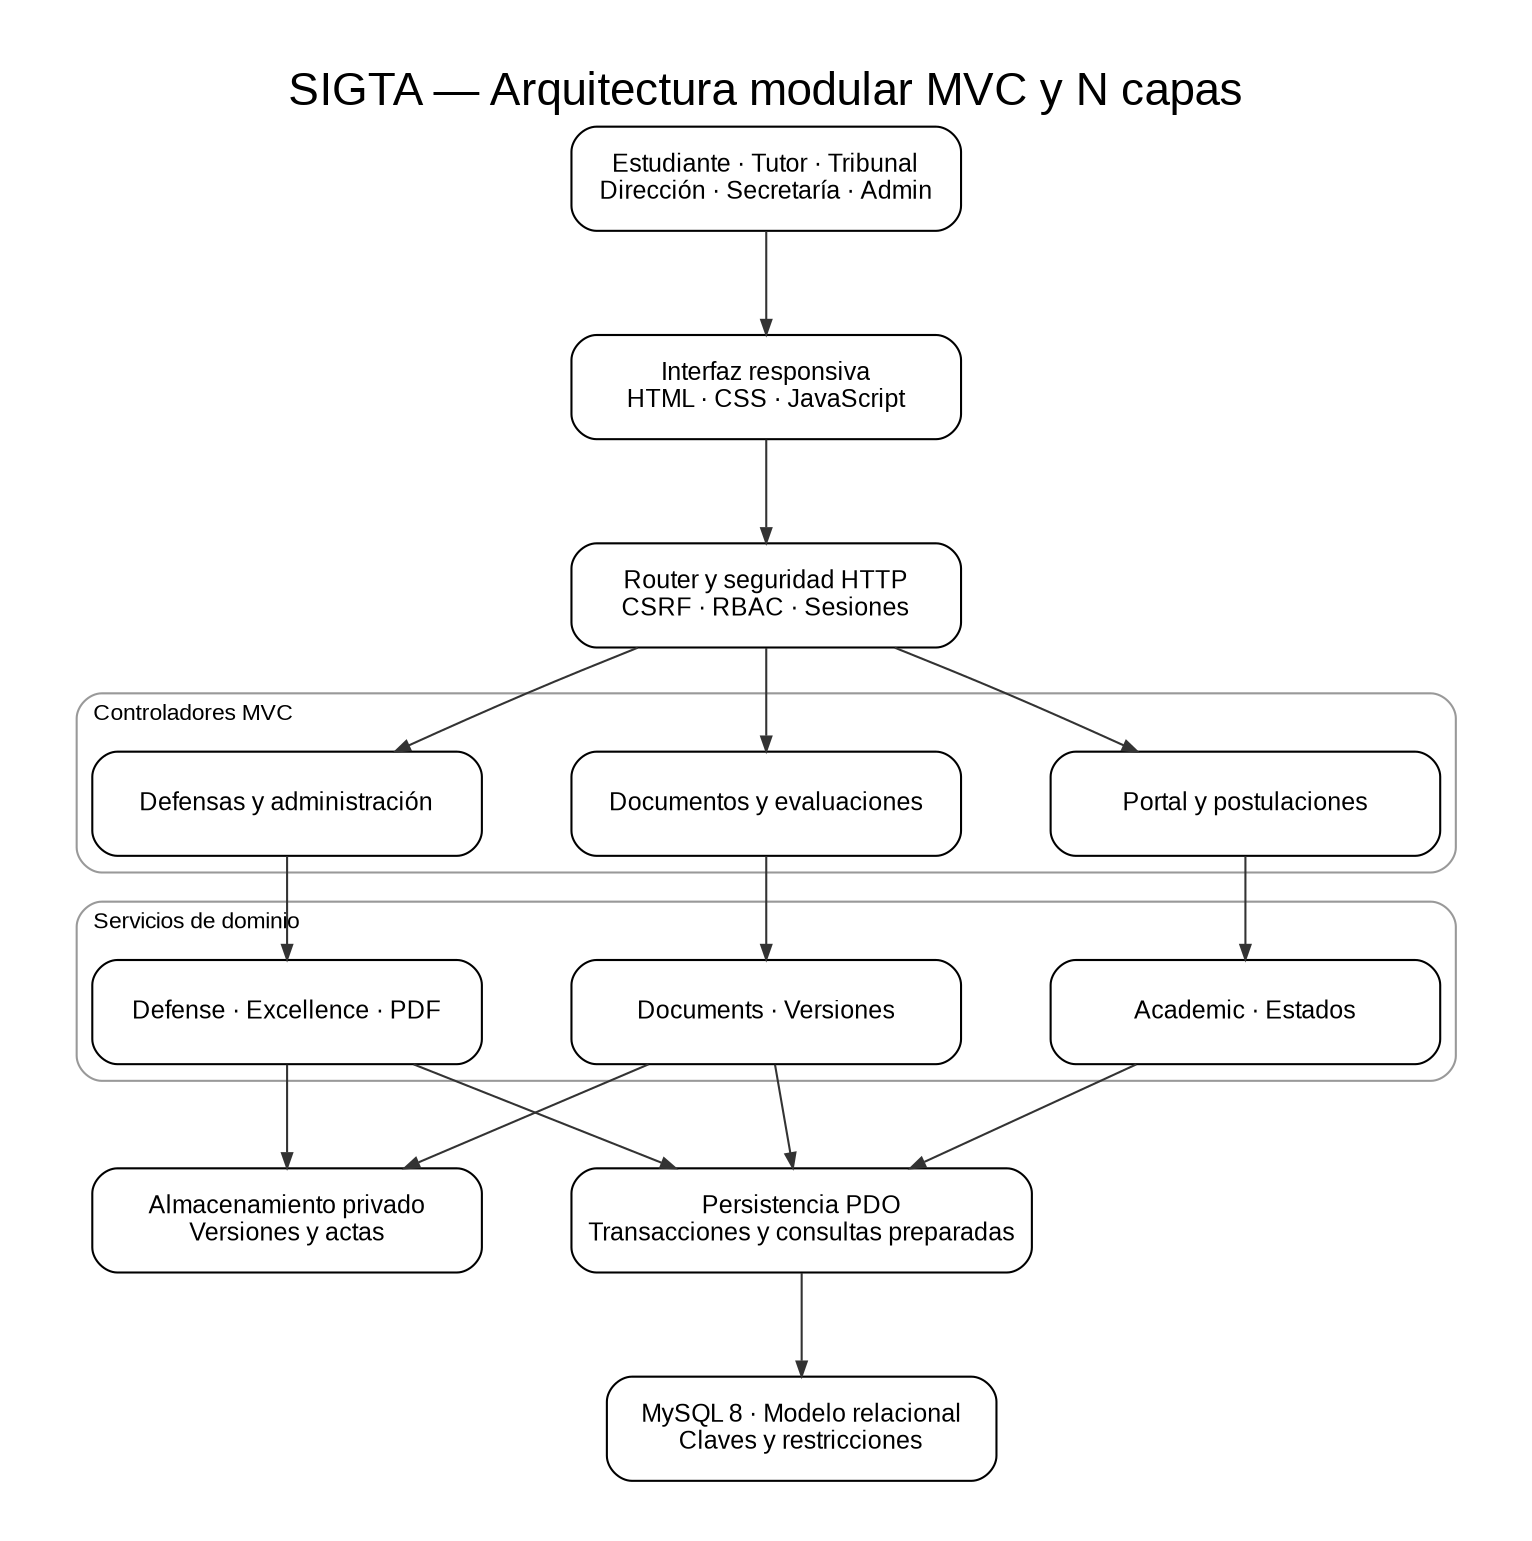 SIGTA — Arquitectura modular MVC y N capas
Estudiante · Tutor · Tribunal
Dirección · Secretaría · Admin
Interfaz responsiva
HTML · CSS · JavaScript
Router y seguridad HTTP
CSRF · RBAC · Sesiones
Controladores MVC
Defensas y administración
Documentos y evaluaciones
Portal y postulaciones
Servicios de dominio
Defense · Excellence · PDF
Documents · Versiones
Academic · Estados
Almacenamiento privado
Versiones y actas
Persistencia PDO
Transacciones y consultas preparadas
MySQL 8 · Modelo relacional
Claves y restricciones